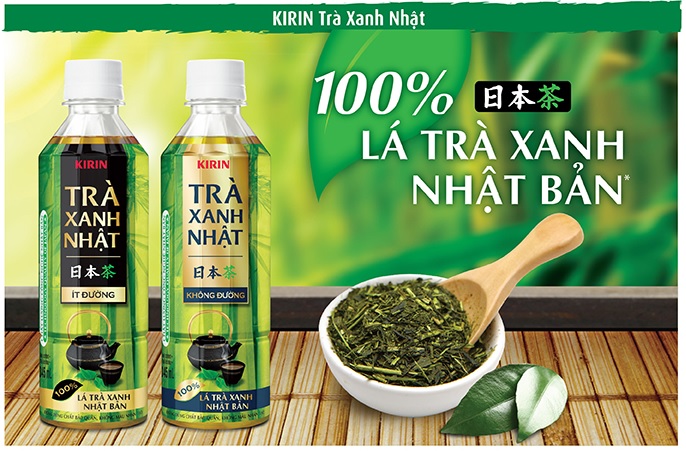 KIRIN Trà Xanh Nhật
100% 日本茶
LÁ TRÀ XANH
NHẬT BẢN*
KIRIN
TRÀ
XANH
NHẬT
日本茶
ÍT ĐƯỜNG
100%
LÁ TRÀ XANH
NHẬT BẢN
KIRIN
TRÀ
XANH
NHẬT
日本茶
KHÔNG ĐƯỜNG
100%
LÁ TRÀ XANH
NHẬT BẢN